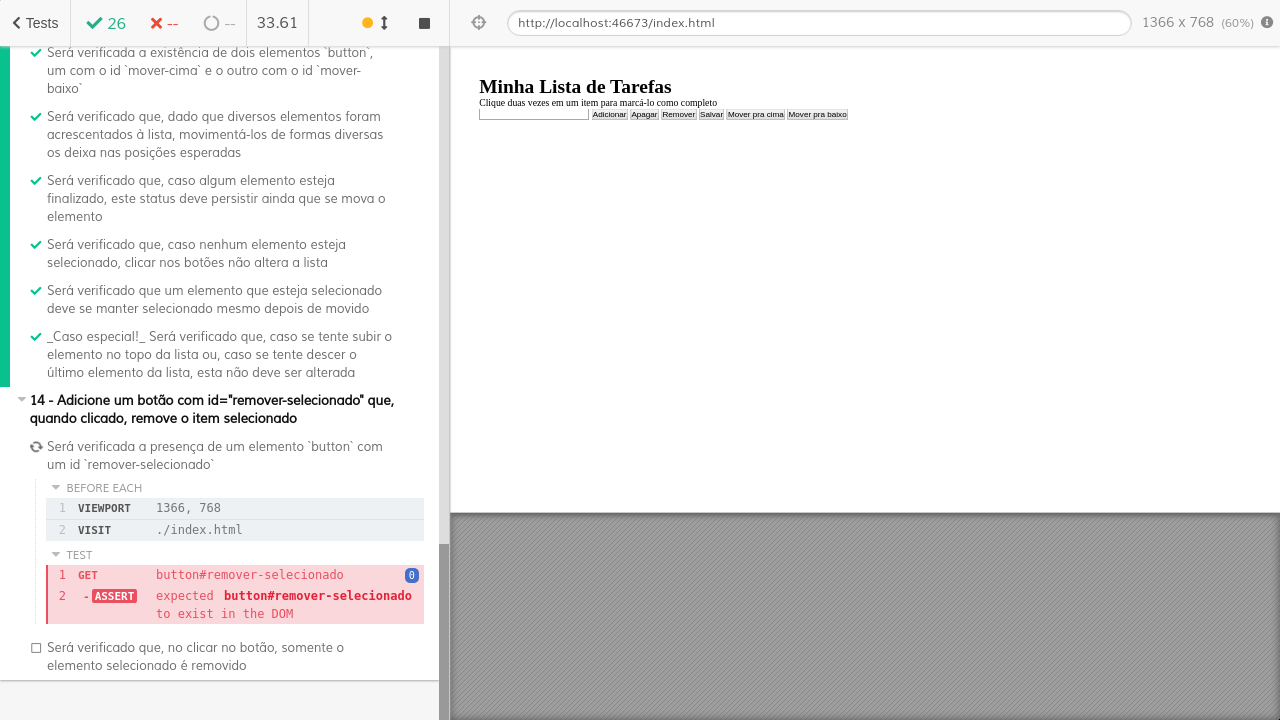 Tests 26 -- -- 33.61
http://localhost:46673/index.html 1366 x 768 (60%)
Será verificada a existência de dois elementos `button`,
um com o id `mover-cima` e o outro com o id `mover-
baixo`
Será verificado que, dado que diversos elementos foram
acrescentados à lista, movimentá-los de formas diversas
os deixa nas posições esperadas
Será verificado que, caso algum elemento esteja
finalizado, este status deve persistir ainda que se mova o
elemento
Será verificado que, caso nenhum elemento esteja
selecionado, clicar nos botões não altera a lista
Será verificado que um elemento que esteja selecionado
deve se manter selecionado mesmo depois de movido
_Caso especial!_ Será verificado que, caso se tente subir o
elemento no topo da lista ou, caso se tente descer o
último elemento da lista, esta não deve ser alterada
14 - Adicione um botão com id="remover-selecionado" que,
quando clicado, remove o item selecionado
Será verificada a presença de um elemento `button` com
um id `remover-selecionado`
BEFORE EACH
1 VIEWPORT 1366, 768
2 VISIT ./index.html
TEST
1 GET button#remover-selecionado 0
2 -ASSERT expected button#remover-selecionado
to exist in the DOM
Será verificado que, no clicar no botão, somente o
elemento selecionado é removido
Minha Lista de Tarefas
Clique duas vezes em um item para marcá-lo como completo
Adicionar Apagar Remover Salvar Mover pra cima Mover pra baixo